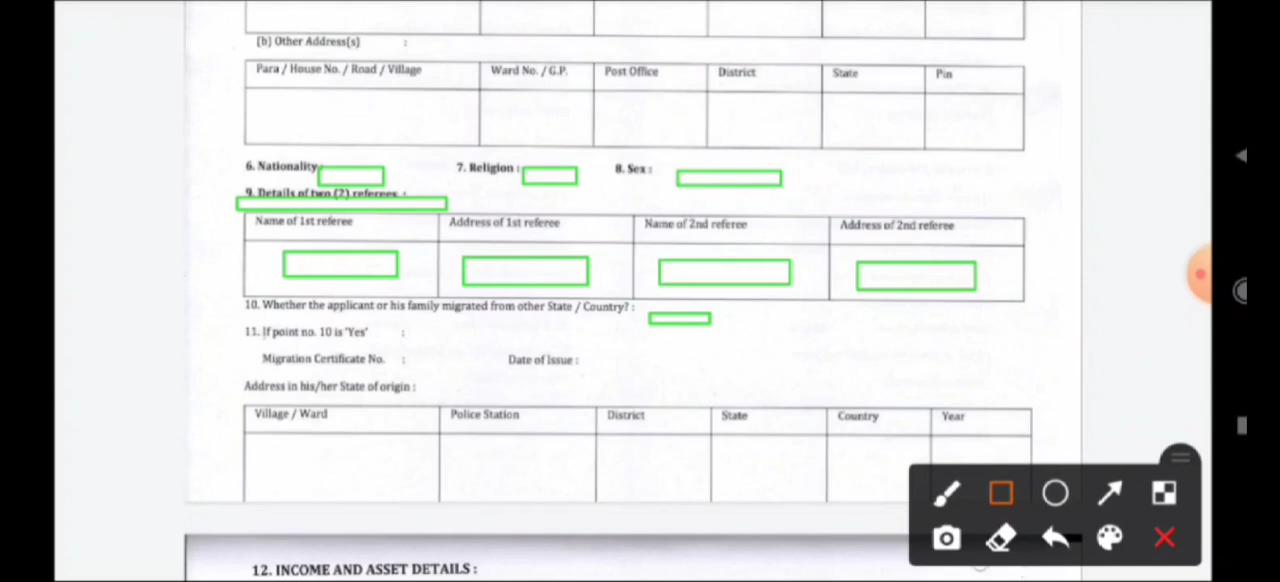 (b) Other Address(s) :
Para / House No. / Road / Village Ward No. / G.P. Post Office District State Pin
6. Nationality 7. Religion : 8. Sex :
9. Details of two (2) referees :
Name of 1st referee Address of 1st referee Name of 2nd referee Address of 2nd referee
10. Whether the applicant or his family migrated from other State / Country? :
11. If point no. 10 is 'Yes' :
Migration Certificate No. : Date of Issue :
Address in his/her State of origin :
Village / Ward Police Station District State Country Year
12. INCOME AND ASSET DETAILS :